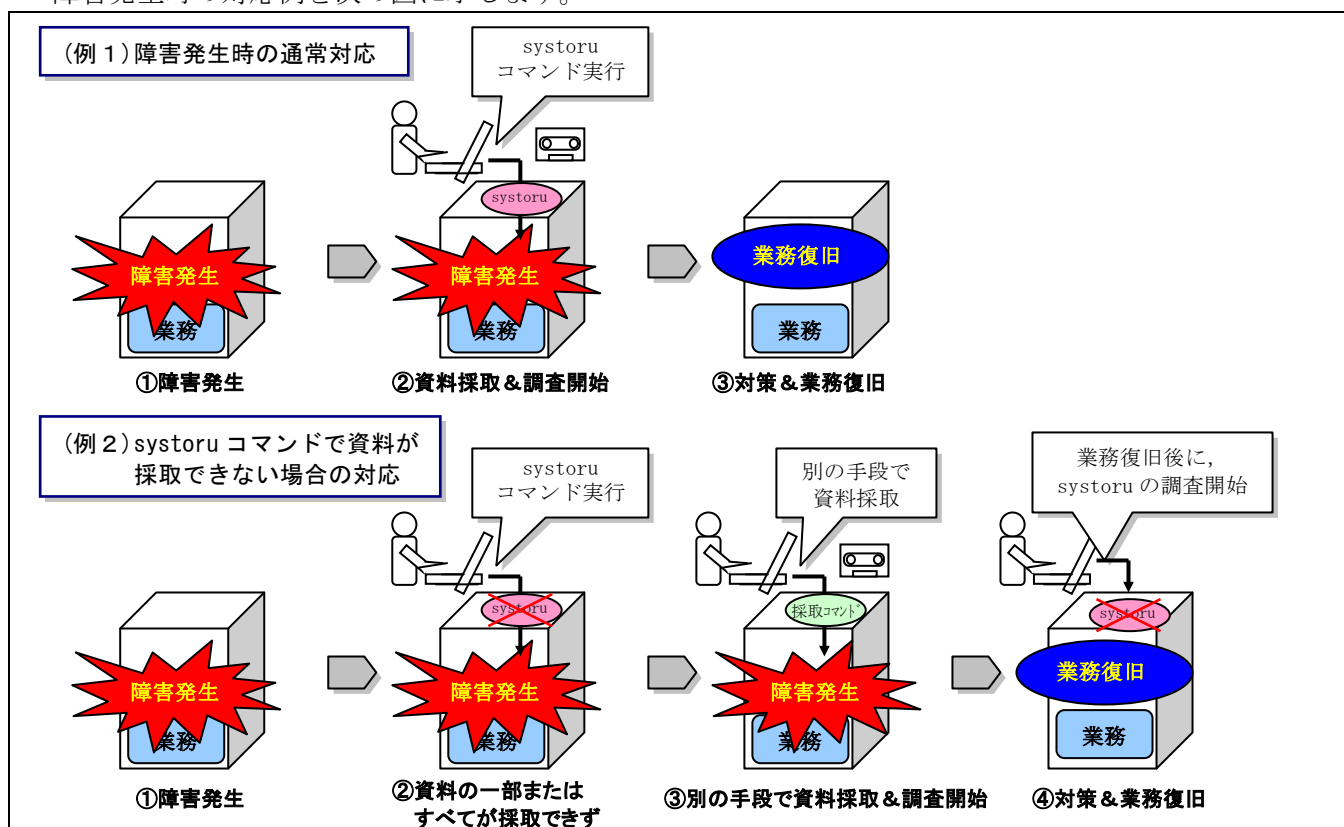 障害発生時の対応例を次の図に示します。
(例１)障害発生時の通常対応
systoru
コマンド実行
systoru
障害発生
業務
障害発生
業務
業務復旧
業務
①障害発生
②資料採取＆調査開始
③対策＆業務復旧
(例２)systoru コマンドで資料が
採取できない場合の対応
systoru
コマンド実行
別の手段で
資料採取
業務復旧後に,
systoru の調査開始
systoru
採取ｺﾏﾝﾄﾞ
systoru
障害発生
業務
障害発生
業務
障害発生
業務
業務復旧
業務
①障害発生
②資料の一部または
すべてが採取できず
③別の手段で資料採取＆調査開始
④対策＆業務復旧